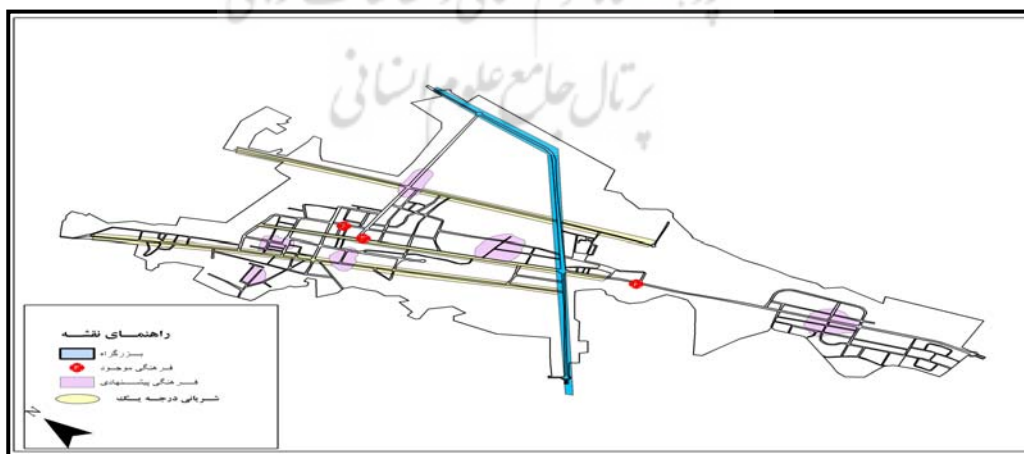 پرتال جامع علوم انسانی
راهنمای نقشه
بزرگراه
فرهنگی موجود
فرهنگی پیشنهادی
شریانی درجه یک
N